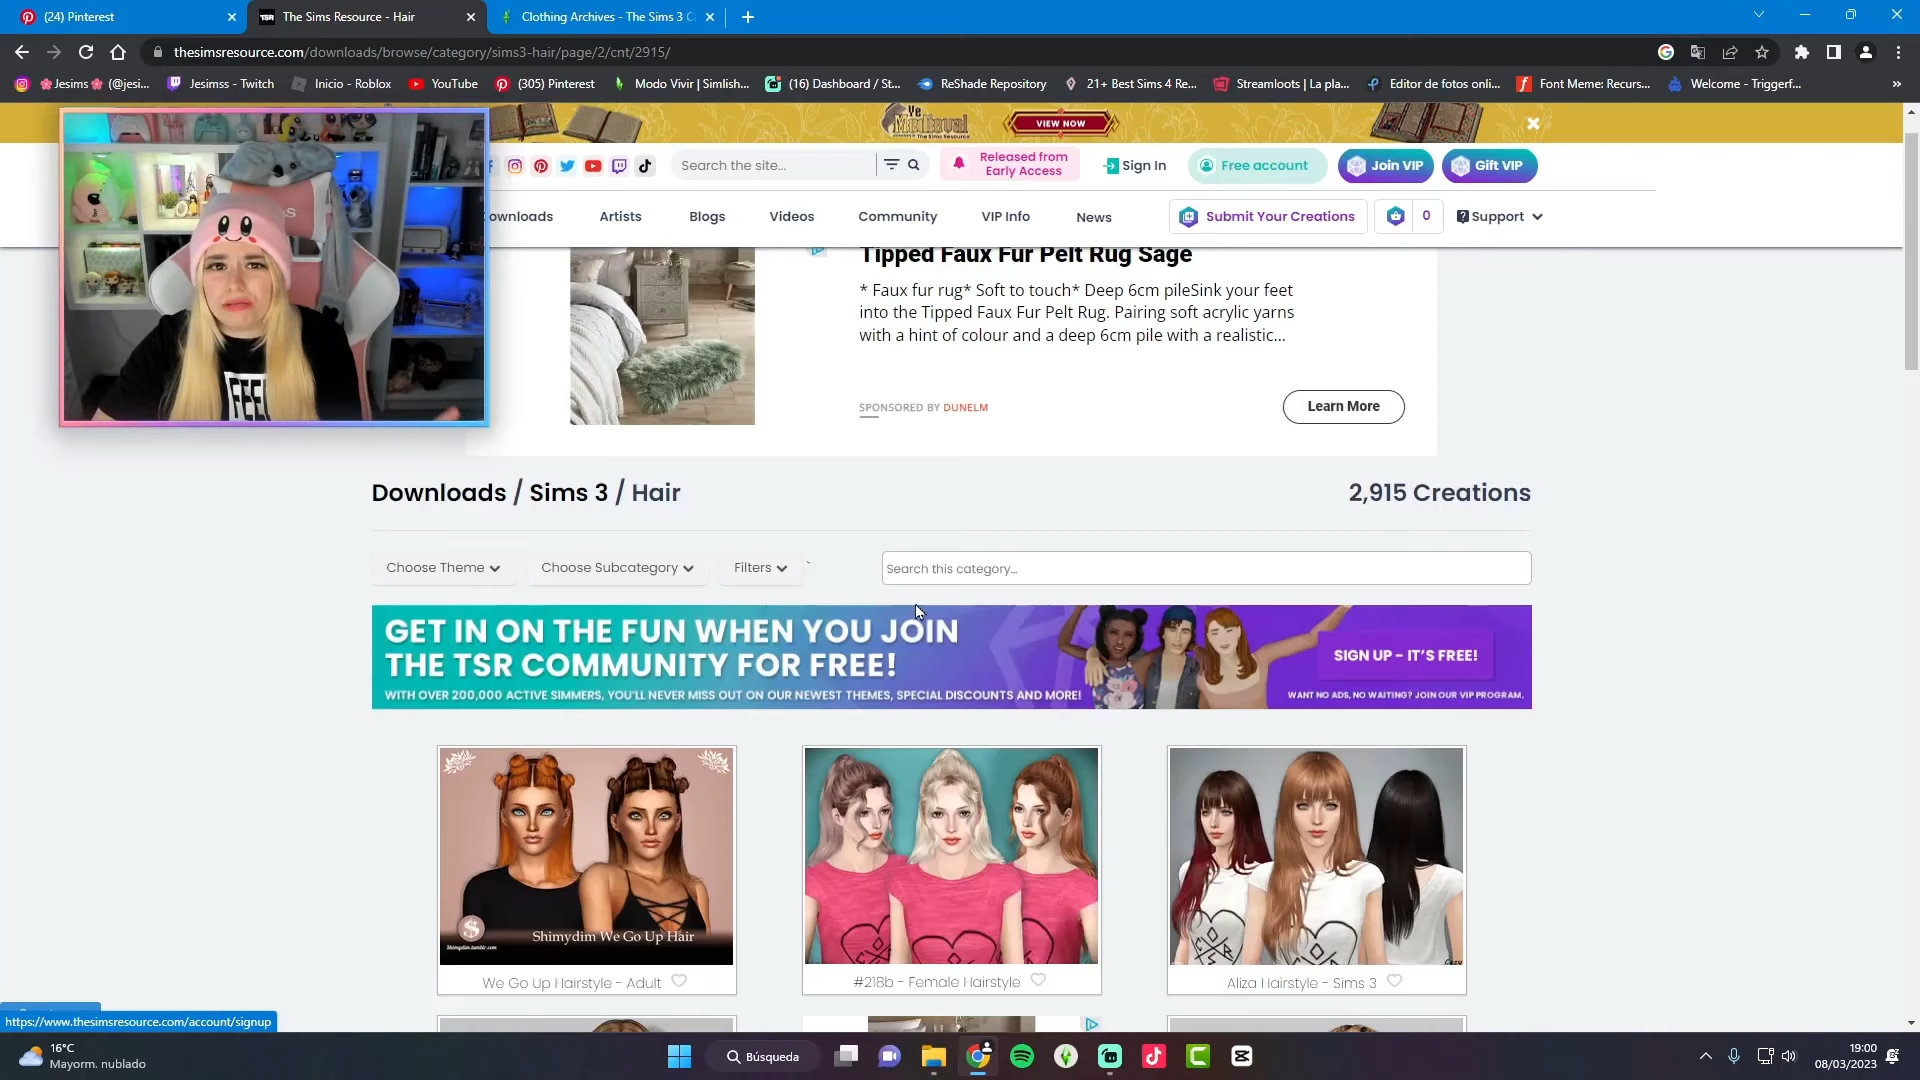 (24) Pinterest
TSR The Sims Resource - Hair
Clothing Archives - The Sims 3 C
thesimsresource.com/downloads/browse/category/sims3-hair/page/2/cnt/2915/
🌸Jesims🌸 (@jesi...
Jesimss - Twitch
Inicio - Roblox
YouTube
(305) Pinterest
Modo Vivir | Simlish...
(16) Dashboard / St...
ReShade Repository
21+ Best Sims 4 Re...
Streamloots | La pla...
Editor de fotos onli...
Font Meme: Recurs...
Welcome - Triggerf...
»
Ye Medieval
The Sims Resource
VIEW NOW
Search the site...
Released from
Early Access
Sign In
Free account
Join VIP
Gift VIP
ownloads
Artists
Blogs
Videos
Community
VIP Info
News
Submit Your Creations
0
Support
FEEL
Tipped Faux Fur Pelt Rug Sage
* Faux fur rug* Soft to touch* Deep 6cm pileSink your feet
into the Tipped Faux Fur Pelt Rug. Pairing soft acrylic yarns
with a hint of colour and a deep 6cm pile with a realistic...
SPONSORED BY DUNELM
Learn More
Downloads / Sims 3 / Hair
2,915 Creations
Choose Theme
Choose Subcategory
Filters
`
Search this category...
GET IN ON THE FUN WHEN YOU JOIN
THE TSR COMMUNITY FOR FREE!
WITH OVER 200,000 ACTIVE SIMMERS, YOU'LL NEVER MISS OUT ON OUR NEWEST THEMES, SPECIAL DISCOUNTS AND MORE!
SIGN UP - IT'S FREE!
WANT NO ADS, NO WAITING? JOIN OUR VIP PROGRAM.
S
Shimydim.tumblr.com
Shimydim We Go Up Hair
We Go Up Hairstyle - Adult
#218b - Female Hairstyle
Cazy
Aliza Hairstyle - Sims 3
https://www.thesimsresource.com/account/signup
16°C
Mayorm. nublado
Búsqueda
19:00
08/03/2023